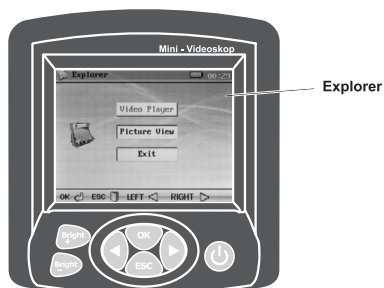 Mini - Videoskop
Explorer 00:29
Explorer
Video Player
Picture View
Exit
OK ESC LEFT RIGHT
Bright +
OK
Bright -
ESC